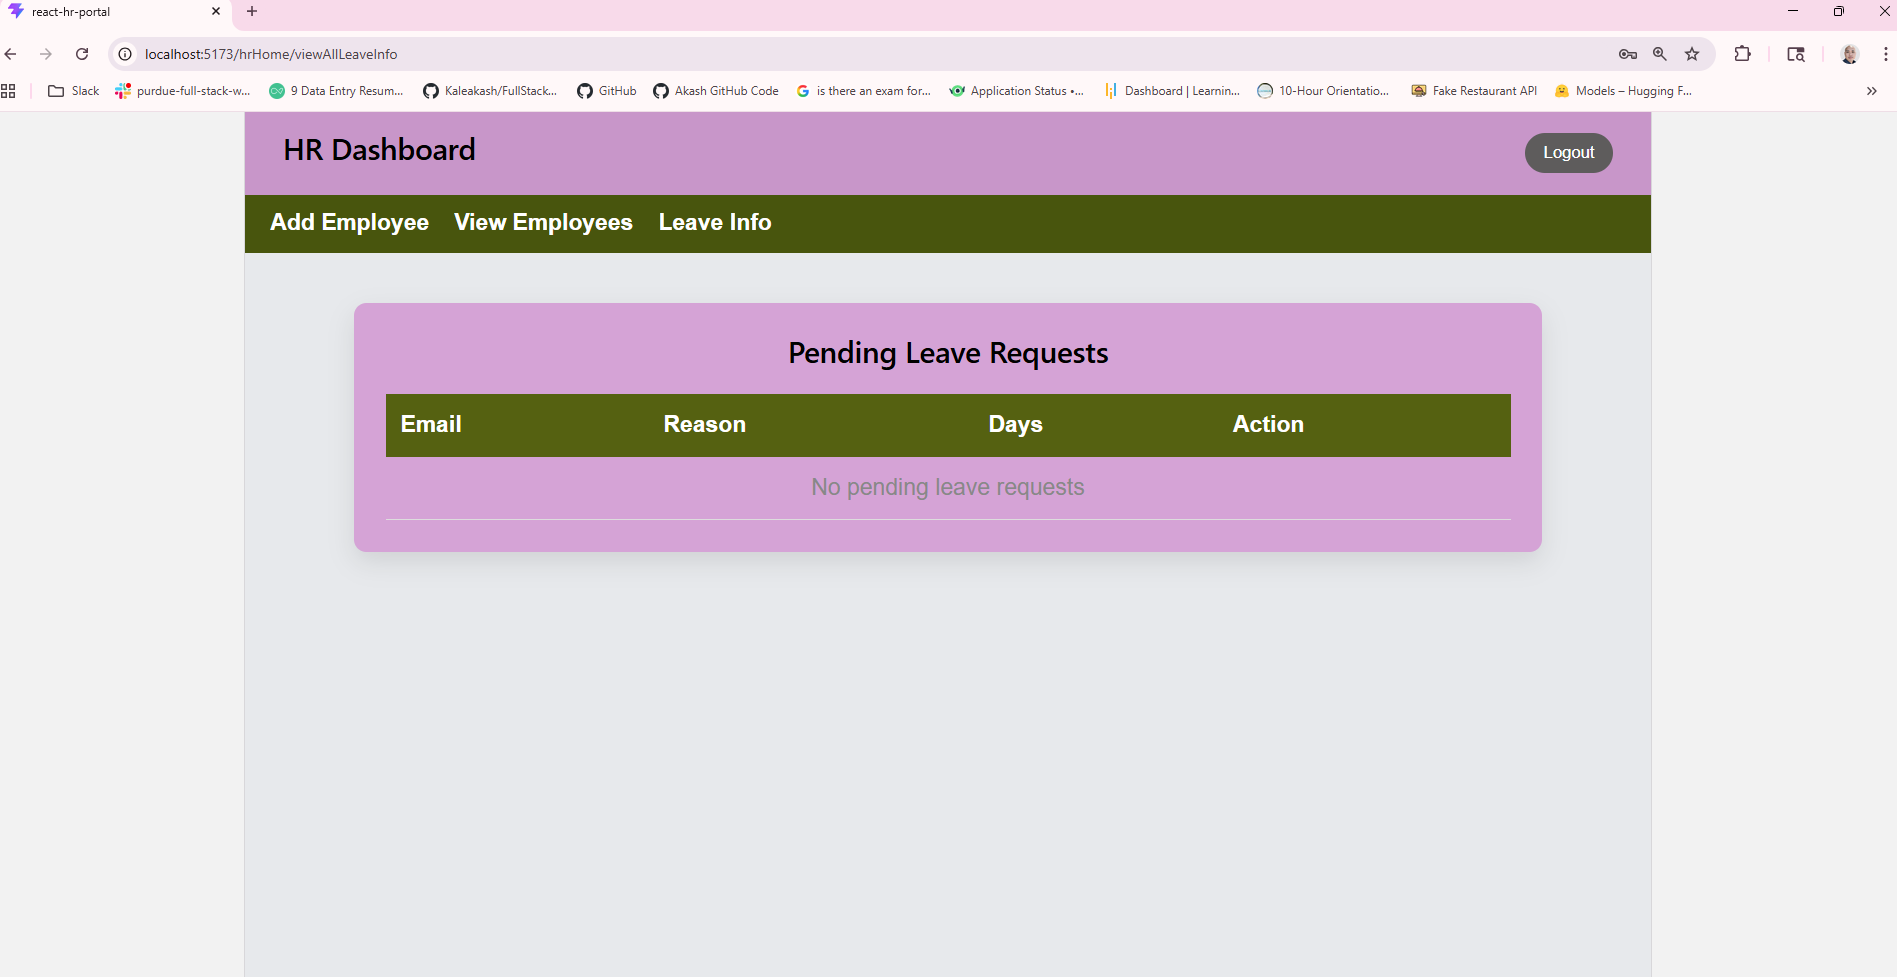 react-hr-portal
localhost:5173/hrHome/viewAllLeaveInfo
Slack purdue-full-stack-w... 9 Data Entry Resum... Kaleakash/FullStack... GitHub Akash GitHub Code is there an exam for... Application Status •... Dashboard | Learnin... 10-Hour Orientatio... Fake Restaurant API Models – Hugging F...
HR Dashboard Logout
Add Employee View Employees Leave Info
Pending Leave Requests
Email Reason Days Action
No pending leave requests